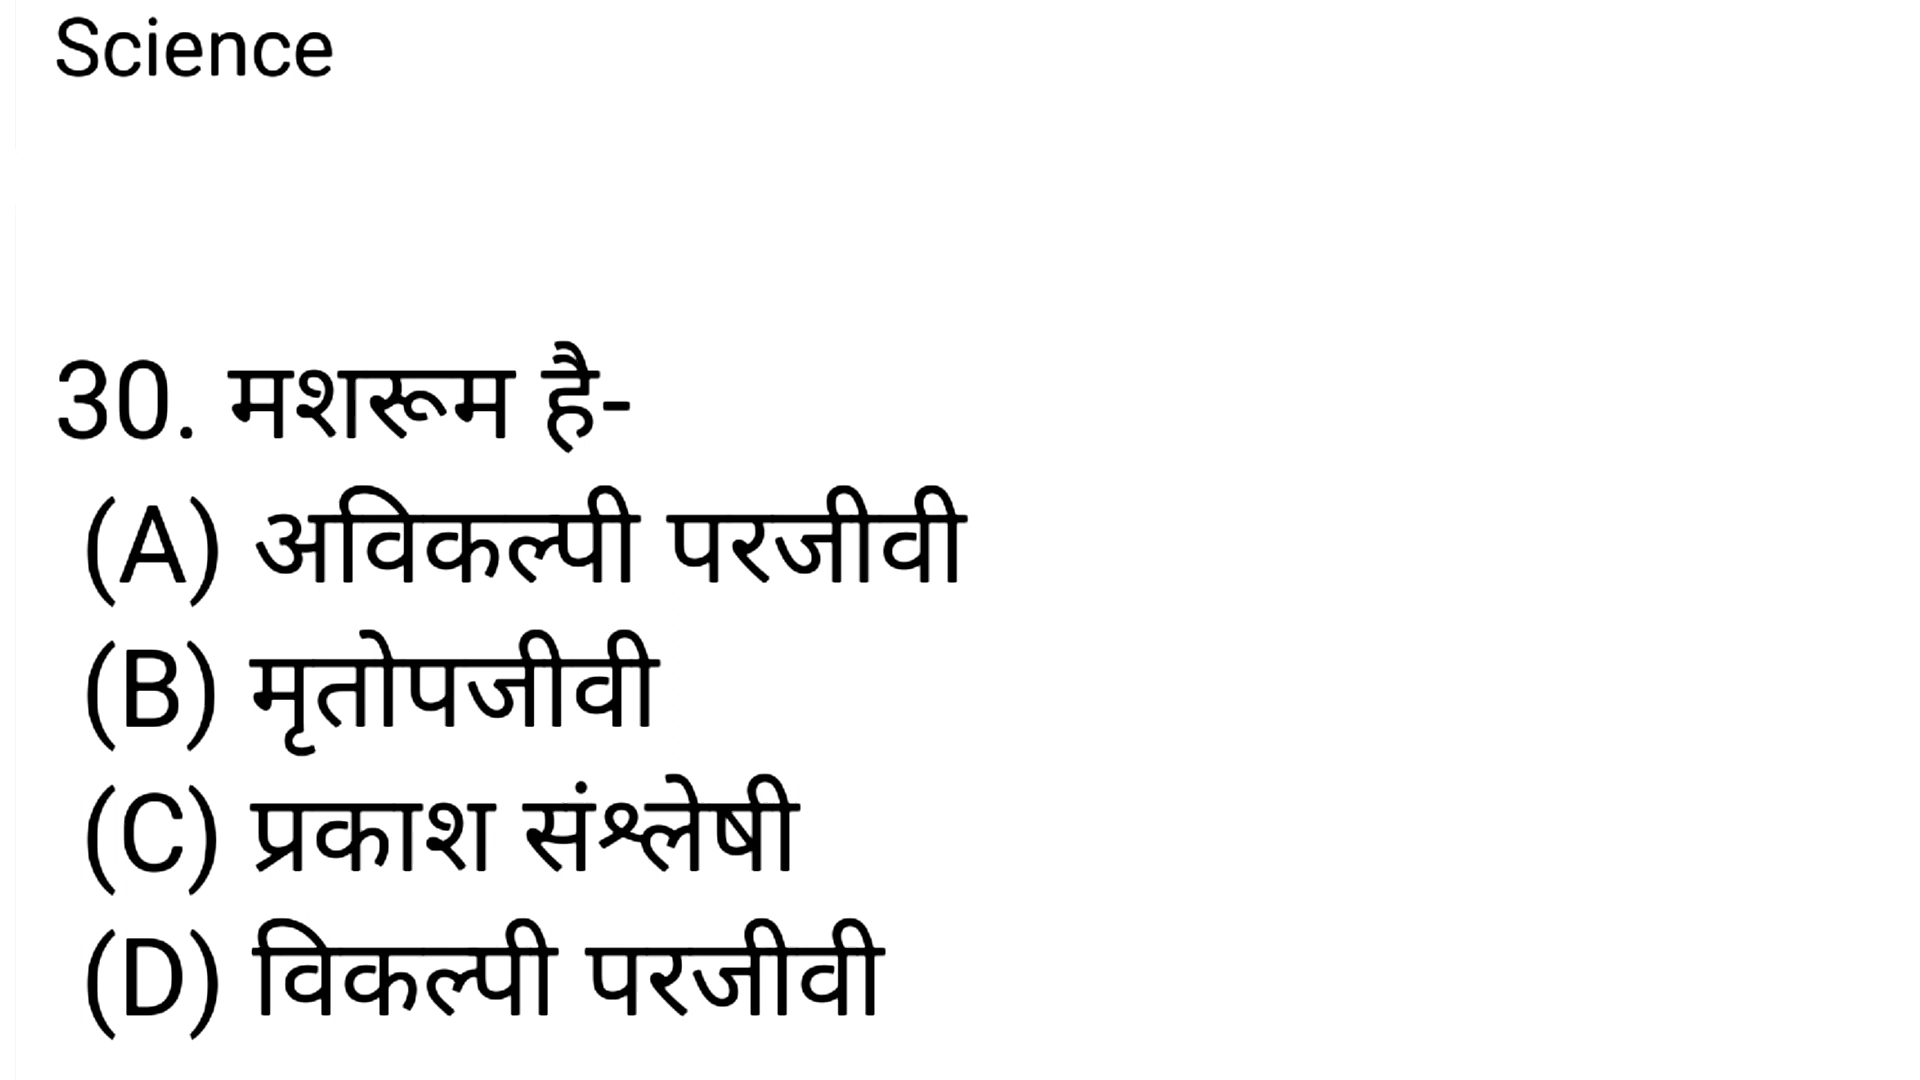 Science
30. मशरूम है-
(A) अविकल्पी परजीवी
(B) मृतोपजीवी
(C) प्रकाश संश्लेषी
(D) विकल्पी परजीवी